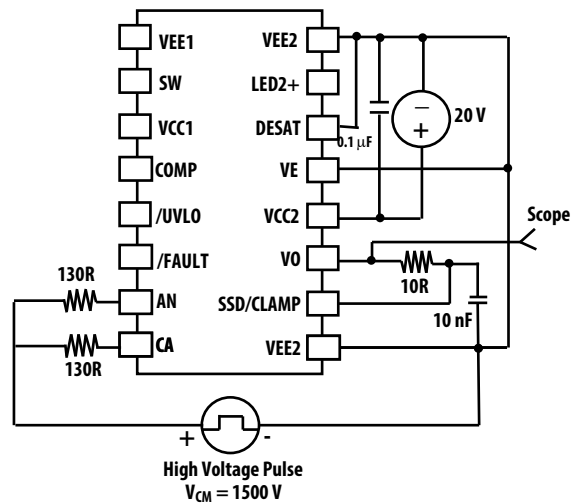 VEE1
VEE2
SW
LED2+
− 20 V
+
VCC1
DESAT
0.1 μF
COMP
VE
/UVLO
VCC2
Scope
/FAULT
VO
130R
10R
AN
SSD/CLAMP
10 nF
CA
VEE2
130R
+ -
High Voltage Pulse
VCM = 1500 V